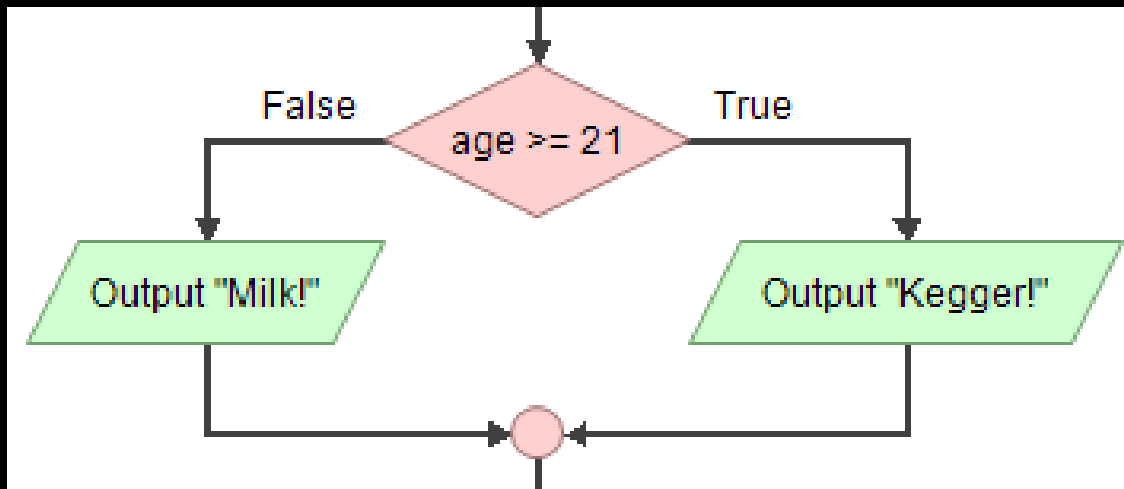 False
True
age >= 21
Output "Milk!"
Output "Kegger!"